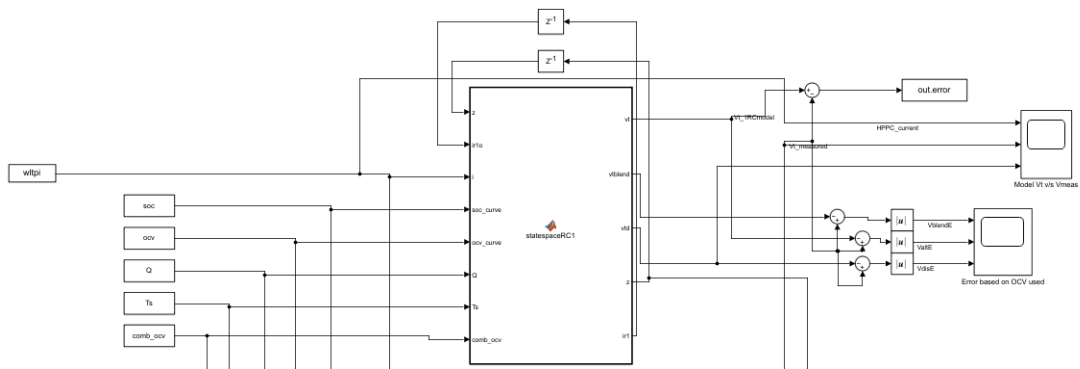 z-1
z-1
out.error
z
vt
Vt_1RCmodel
HPPC_current
ir1o
Vt_measured
wltpi
i
vtblend
Model Vt v/s Vmeas
soc
soc_curve
|u|
VblendE
statespaceRC1
ocv
ocv_curve
vtd
|u|
ValtE
|u|
VdisE
Q
Q
z
Error based on OCV used
Ts
Ts
comb_ocv
comb_ocv
ir1